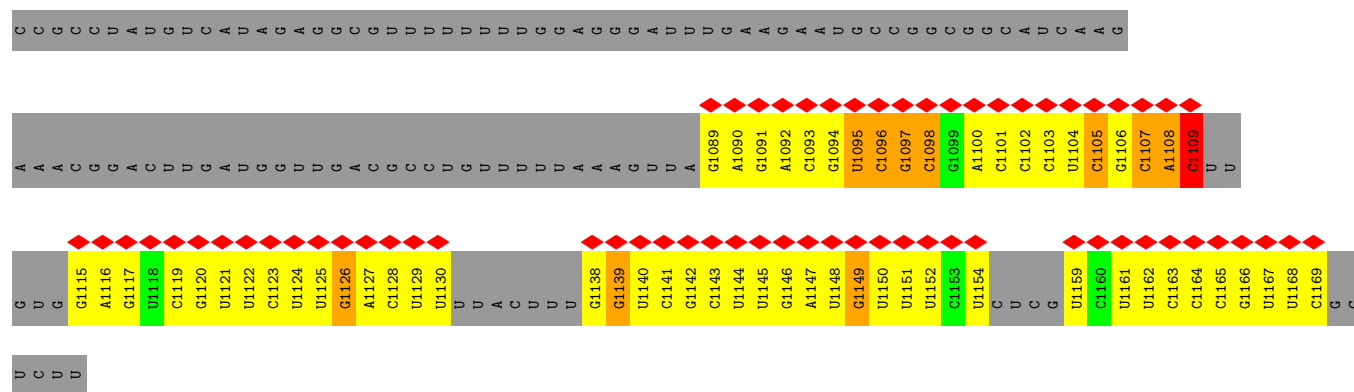 C C G C C U A U G U C A U A G A G G C G U U U U U U U U G G A G G G A U U U G A A G A A U G C C G G C G G C A U C A A G
A A A C G G A C U U G A U G G U U G A C G C C U G U U U U U A A A G U U A G1089 A1090 G1091 A1092 C1093 G1094 U1095 C1096 G1097 C1098 G1099 A1100 C1101 C1102 C1103 U1104 C1105 G1106 C1107 A1108 C1109 U U
G U G G1115 A1116 G1117 U1118 C1119 G1120 U1121 U1122 C1123 U1124 U1125 G1126 A1127 C1128 U1129 U1130 U U A C U U U G1138 G1139 U1140 C1141 G1142 C1143 U1144 U1145 G1146 A1147 U1148 G1149 U1150 U1151 U1152 C1153 U1154 C U C G U1159 C1160 U1161 U1162 C1163 C1164 C1165 G1166 U1167 U1168 C1169 G C
U C U U